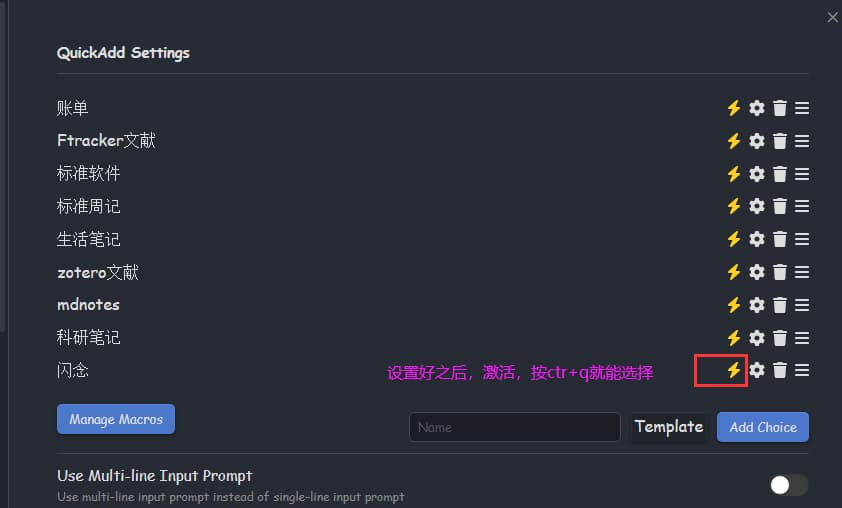 QuickAdd Settings
账单
Ftracker文献
标准软件
标准周记
生活笔记
zotero文献
mdnotes
科研笔记
闪念
设置好之后，激活，按ctr+q就能选择
Manage Macros
Name
Template
Add Choice
Use Multi-line Input Prompt
Use multi-line input prompt instead of single-line input prompt